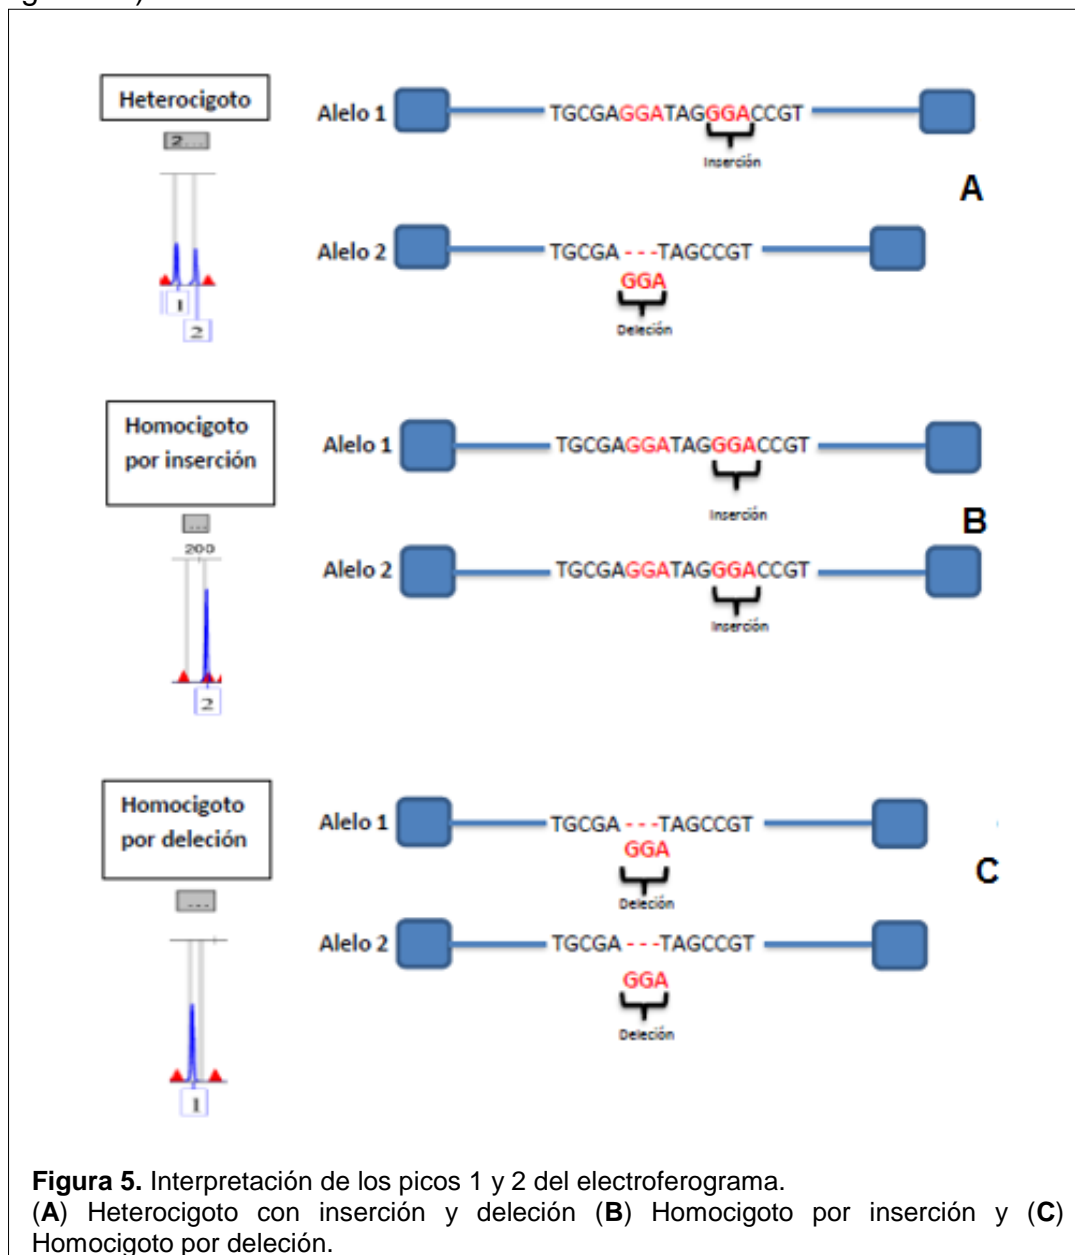 Heterocigoto
2...
1
2
Alelo 1
TGCGAGGATAGGGACCGT
Inserción
A
Alelo 2
TGCGA - - -TAGCCGT
GGA
Deleción
Homocigoto
por inserción
...
200
2
Alelo 1
TGCGAGGATAGGGACCGT
Inserción
B
Alelo 2
TGCGAGGATAGGGACCGT
Inserción
Homocigoto
por deleción
...
1
Alelo 1
TGCGA - - -TAGCCGT
GGA
Deleción
C
Alelo 2
TGCGA - - -TAGCCGT
GGA
Deleción
Figura 5. Interpretación de los picos 1 y 2 del electroferograma.
(A) Heterocigoto con inserción y deleción (B) Homocigoto por inserción y (C)
Homocigoto por deleción.